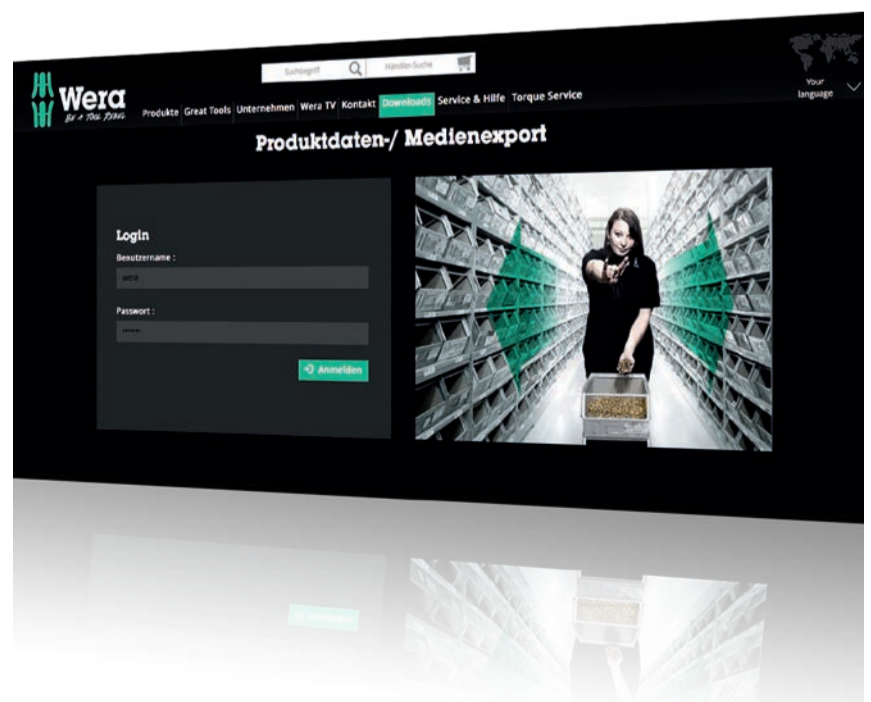 Suchbegriff
Händler-Suche
Wera
BE A TOOL REBEL
Produkte Great Tools Unternehmen Wera TV Kontakt Downloads Service & Hilfe Torque Service
Your
language
Produktdaten-/ Medienexport
Login
Benutzername :
wera
Passwort :
•••••••
Anmelden